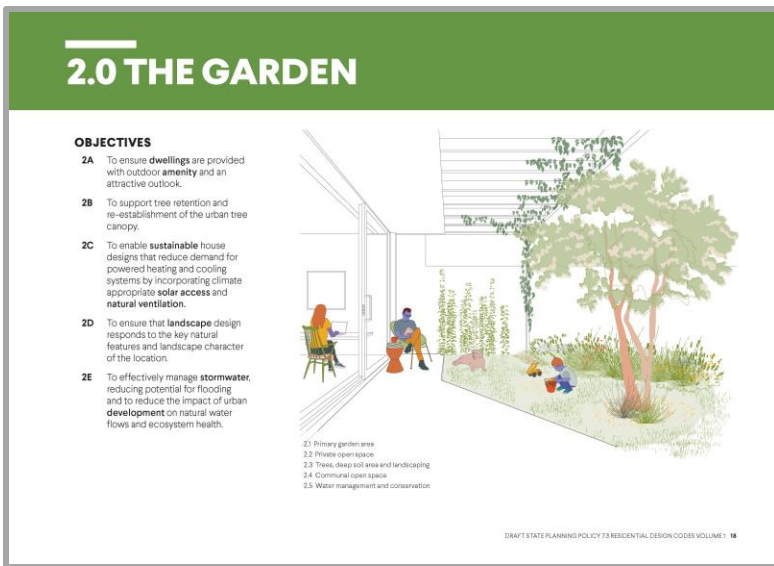 2.0 THE GARDEN
OBJECTIVES
2A To ensure dwellings are provided
with outdoor amenity and an
attractive outlook.
2B To support tree retention and
re-establishment of the urban tree
canopy.
2C To enable sustainable house
designs that reduce demand for
powered heating and cooling
systems by incorporating climate
appropriate solar access and
natural ventilation.
2D To ensure that landscape design
responds to the key natural
features and landscape character
of the location.
2E To effectively manage stormwater,
reducing potential for flooding
and to reduce the impact of urban
development on natural water
flows and ecosystem health.
2.1 Primary garden area
2.2 Private open space
2.3 Trees, deep soil area and landscaping
2.4 Communal open space
2.5 Water management and conservation
DRAFT STATE PLANNING POLICY 7.3 RESIDENTIAL DESIGN CODES VOLUME 1 18